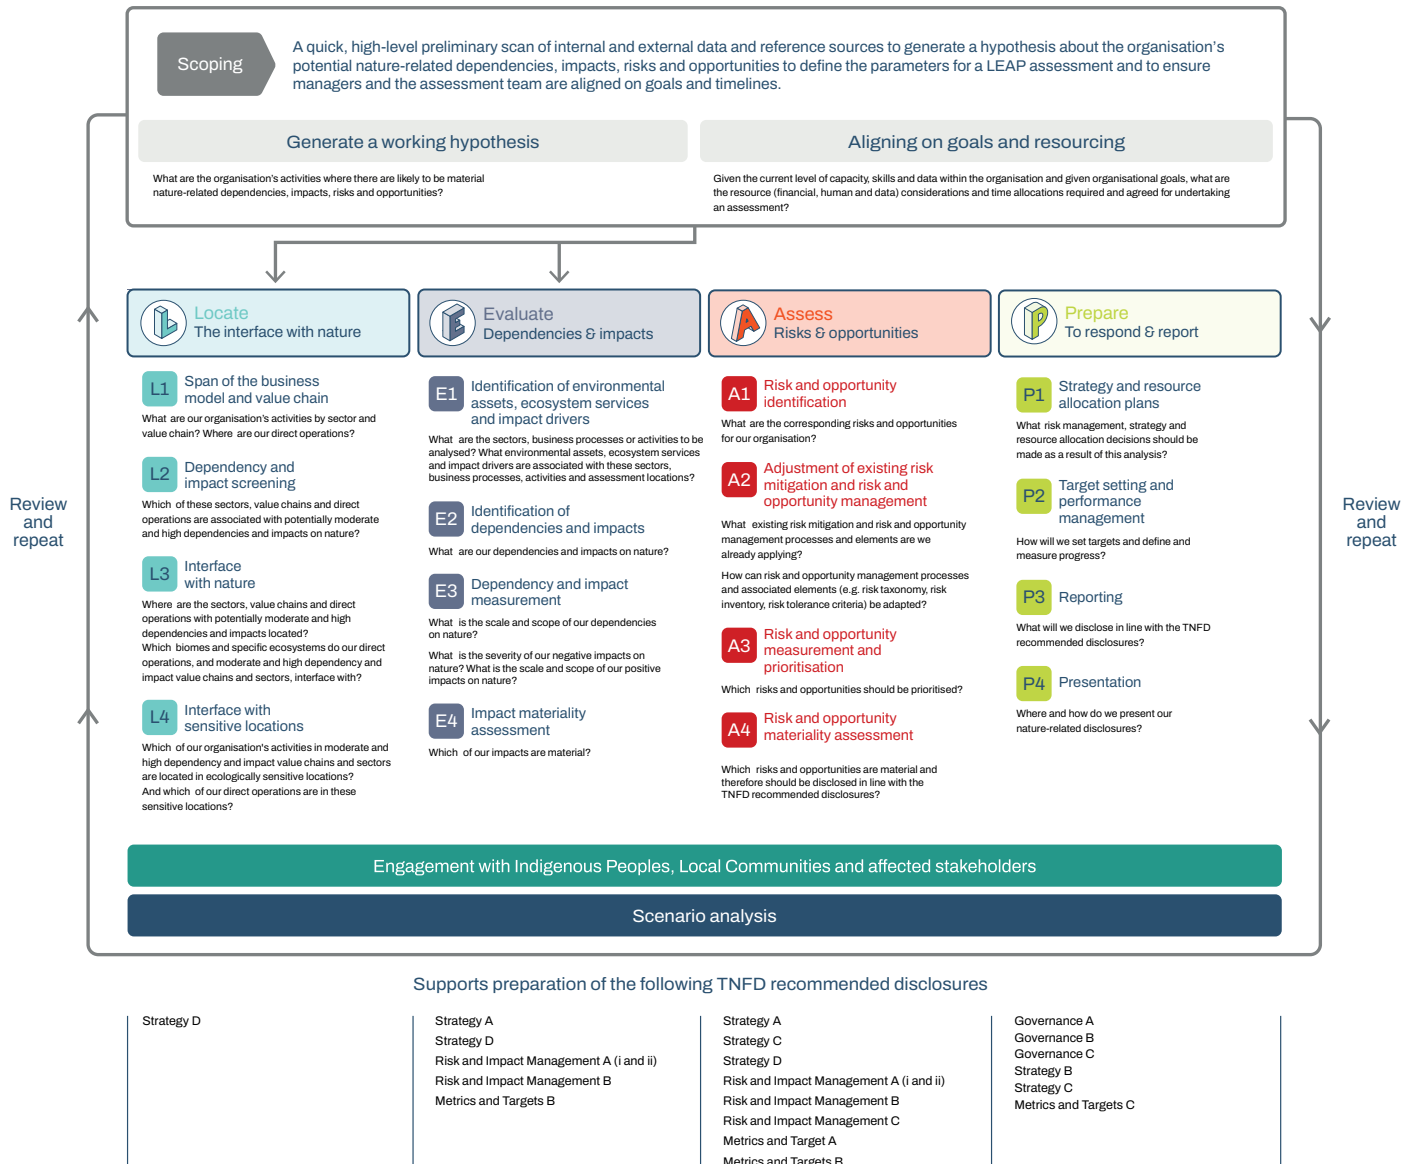 Scoping
A quick, high-level preliminary scan of internal and external data and reference sources to generate a hypothesis about the organisation's
potential nature-related dependencies, impacts, risks and opportunities to define the parameters for a LEAP assessment and to ensure
managers and the assessment team are aligned on goals and timelines.
Generate a working hypothesis
What are the organisation's activities where there are likely to be material
nature-related dependencies, impacts, risks and opportunities?
Aligning on goals and resourcing
Given the current level of capacity, skills and data within the organisation and given organisational goals, what are
the resource (financial, human and data) considerations and time allocations required and agreed for undertaking
an assessment?
Review
and
repeat
L
Locate
The interface with nature
L1
Span of the business
model and value chain
What are our organisation's activities by sector and
value chain? Where are our direct operations?
L2
Dependency and
impact screening
Which of these sectors, value chains and direct
operations are associated with potentially moderate
and high dependencies and impacts on nature?
L3
Interface
with nature
Where are the sectors, value chains and direct
operations with potentially moderate and high
dependencies and impacts located?
Which biomes and specific ecosystems do our direct
operations, and moderate and high dependency and
impact value chains and sectors, interface with?
L4
Interface with
sensitive locations
Which of our organisation's activities in moderate and
high dependency and impact value chains and sectors
are located in ecologically sensitive locations?
And which of our direct operations are in these
sensitive locations?
E
Evaluate
Dependencies & impacts
E1
Identification of environmental
assets, ecosystem services
and impact drivers
What are the sectors, business processes or activities to be
analysed? What environmental assets, ecosystem services
and impact drivers are associated with these sectors,
business processes, activities and assessment locations?
E2
Identification of
dependencies and impacts
What are our dependencies and impacts on nature?
E3
Dependency and impact
measurement
What is the scale and scope of our dependencies
on nature?
What is the severity of our negative impacts on
nature? What is the scale and scope of our positive
impacts on nature?
E4
Impact materiality
assessment
Which of our impacts are material?
A
Assess
Risks & opportunities
A1
Risk and opportunity
identification
What are the corresponding risks and opportunities
for our organisation?
A2
Adjustment of existing risk
mitigation and risk and
opportunity management
What existing risk mitigation and risk and opportunity
management processes and elements are we
already applying?
How can risk and opportunity management processes
and associated elements (e.g. risk taxonomy, risk
inventory, risk tolerance criteria) be adapted?
A3
Risk and opportunity
measurement and
prioritisation
Which risks and opportunities should be prioritised?
A4
Risk and opportunity
materiality assessment
Which risks and opportunities are material and
therefore should be disclosed in line with the
TNFD recommended disclosures?
P
Prepare
To respond & report
P1
Strategy and resource
allocation plans
What risk management, strategy and
resource allocation decisions should be
made as a result of this analysis?
P2
Target setting and
performance
management
How will we set targets and define and
measure progress?
P3
Reporting
What will we disclose in line with the TNFD
recommended disclosures?
P4
Presentation
Where and how do we present our
nature-related disclosures?
Review
and
repeat
Engagement with Indigenous Peoples, Local Communities and affected stakeholders
Scenario analysis
Supports preparation of the following TNFD recommended disclosures
Strategy D
Strategy A
Strategy D
Risk and Impact Management A (i and ii)
Risk and Impact Management B
Metrics and Targets B
Strategy A
Strategy C
Strategy D
Risk and Impact Management A (i and ii)
Risk and Impact Management B
Risk and Impact Management C
Metrics and Target A
Metrics and Targets B
Governance A
Governance B
Governance C
Strategy B
Strategy C
Metrics and Targets C